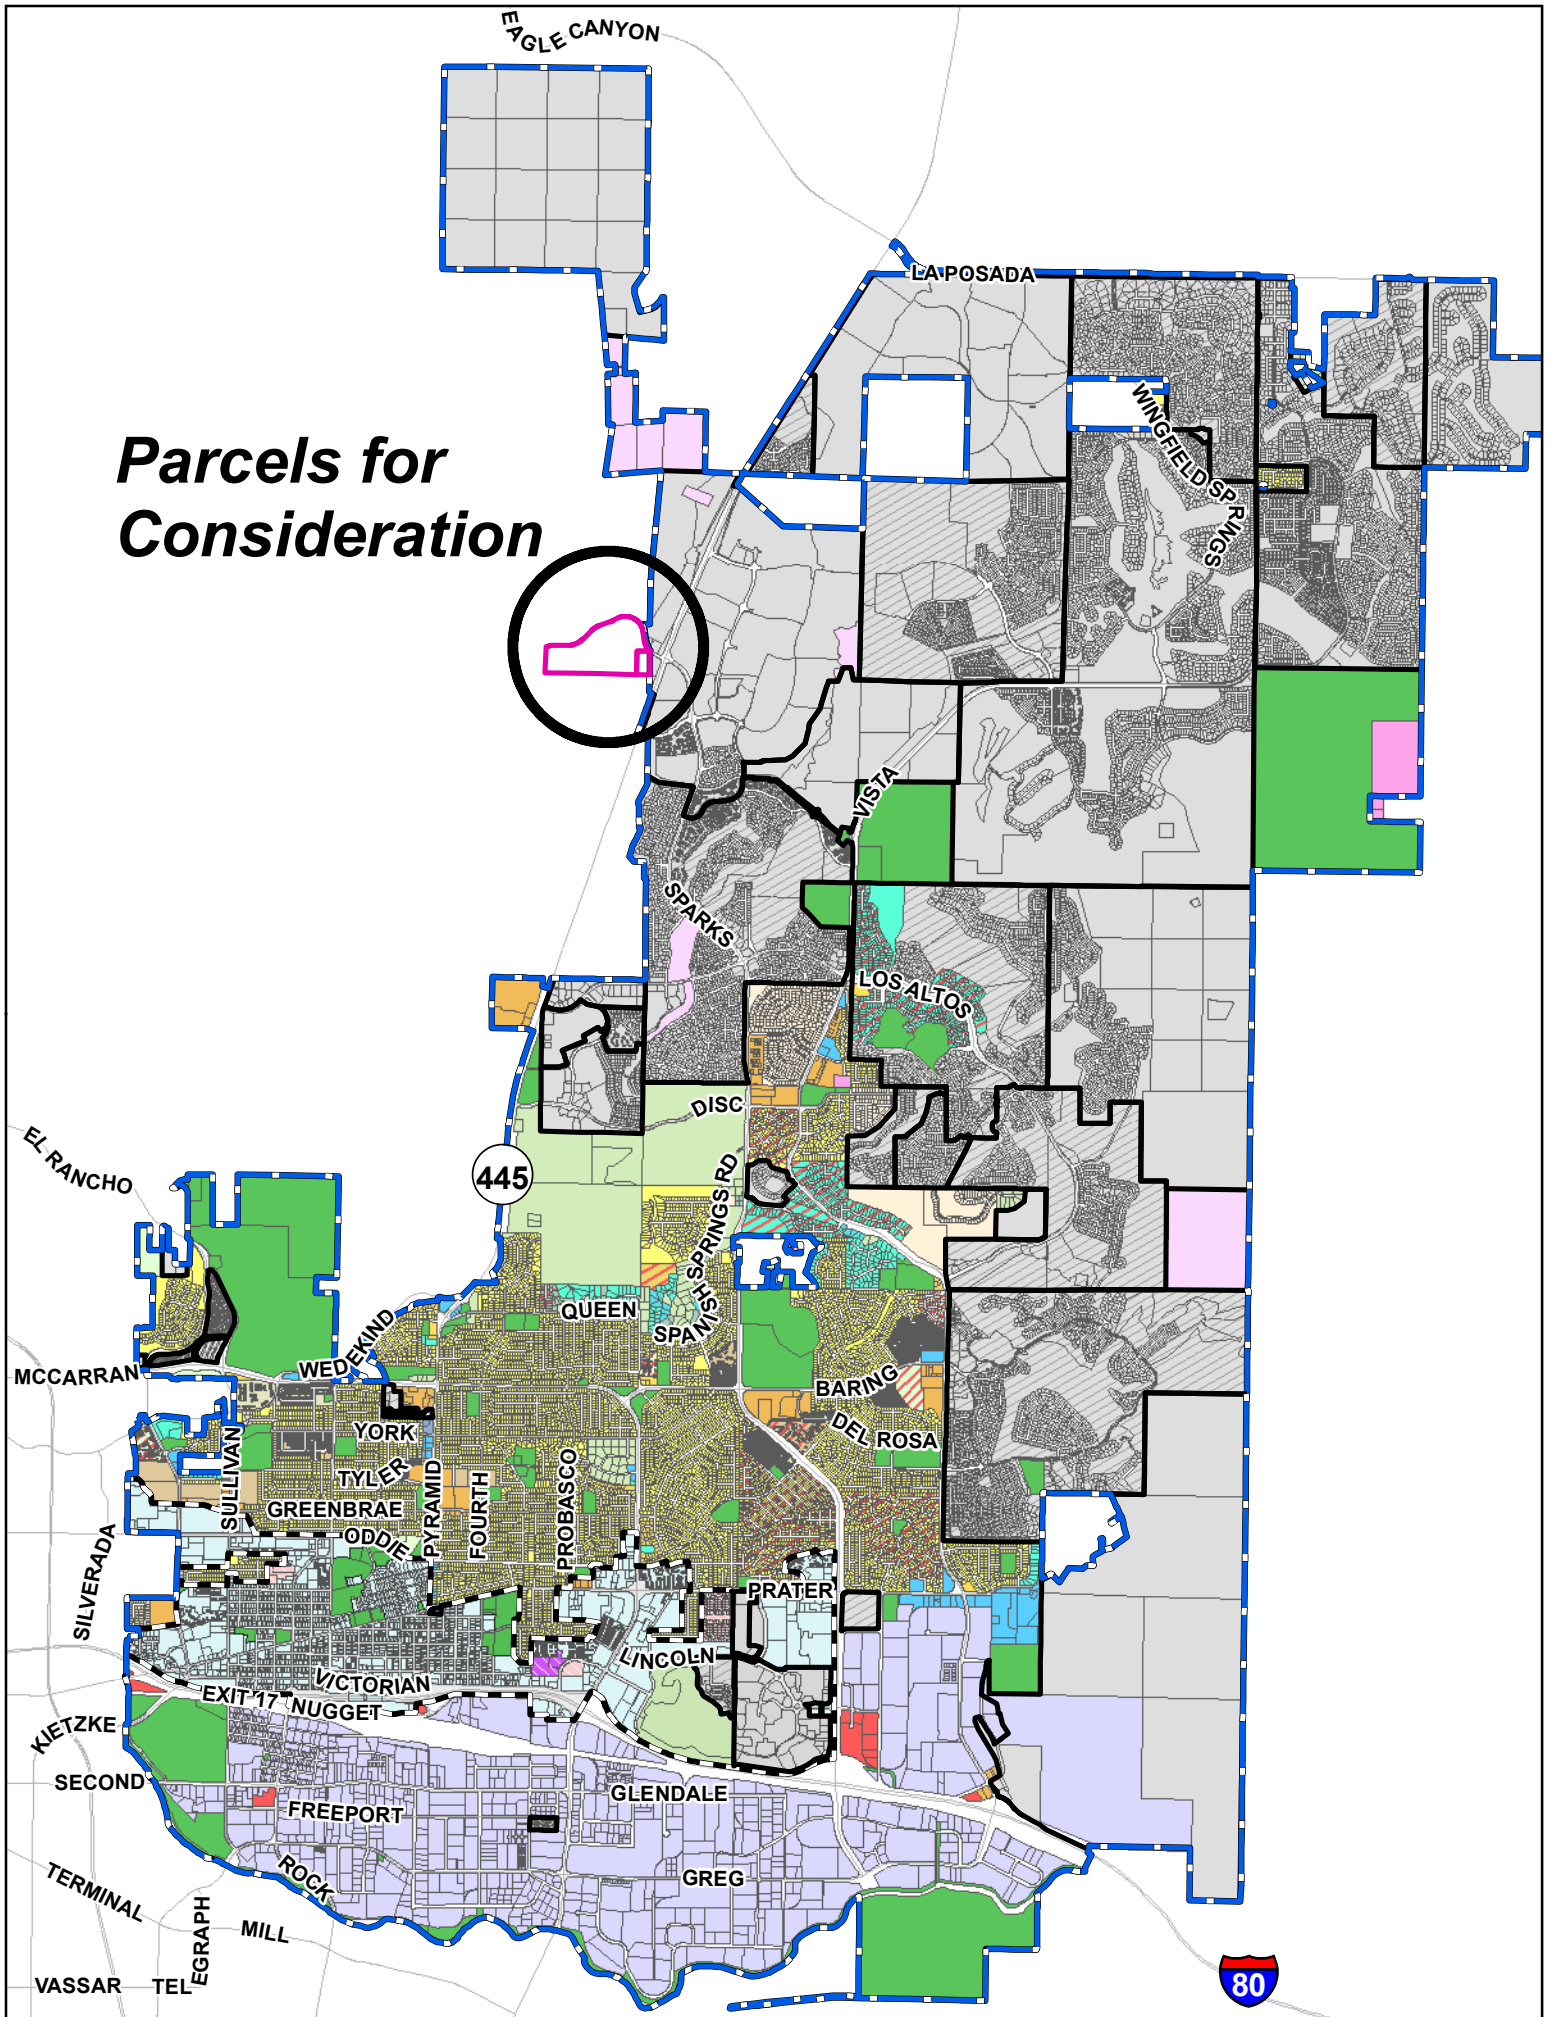 EAGLE CANYON
LA POSADA
WINGFIELD SPRINGS
Parcels for
Consideration
VISTA
SPARKS
LOS ALTOS
DISC
EL RANCHO
445
SPANISH SPRINGS RD
QUEEN
WEDEKIND
MCCARRAN
BARING
YORK
DEL ROSA
SULLIVAN
TYLER
PYRAMID
FOURTH
PROBASCO
GREENBRAE
ODDIE
SILVERADA
PRATER
LINCOLN
VICTORIAN
EXIT 17
NUGGET
KIETZKE
SECOND
GLENDALE
FREEPORT
ROCK
GREG
TERMINAL
MILL
VASSAR
TELEGRAPH
80